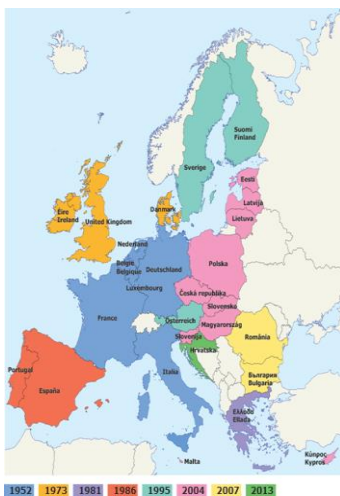 Suomi
Finland
Sverige
Eesti
Latvija
Lietuva
Éire
Ireland
United Kingdom
Danmark
Nederland
België
Belgique
Deutschland
Polska
Luxembourg
Česká republika
Slovensko
France
Österreich
Magyarország
Slovenija
Hrvatska
România
Italia
Portugal
España
България
Bulgaria
Ελλάδα
Ellada
Malta
Κύπρος
Kypros
1952 1973 1981 1986 1995 2004 2007 2013